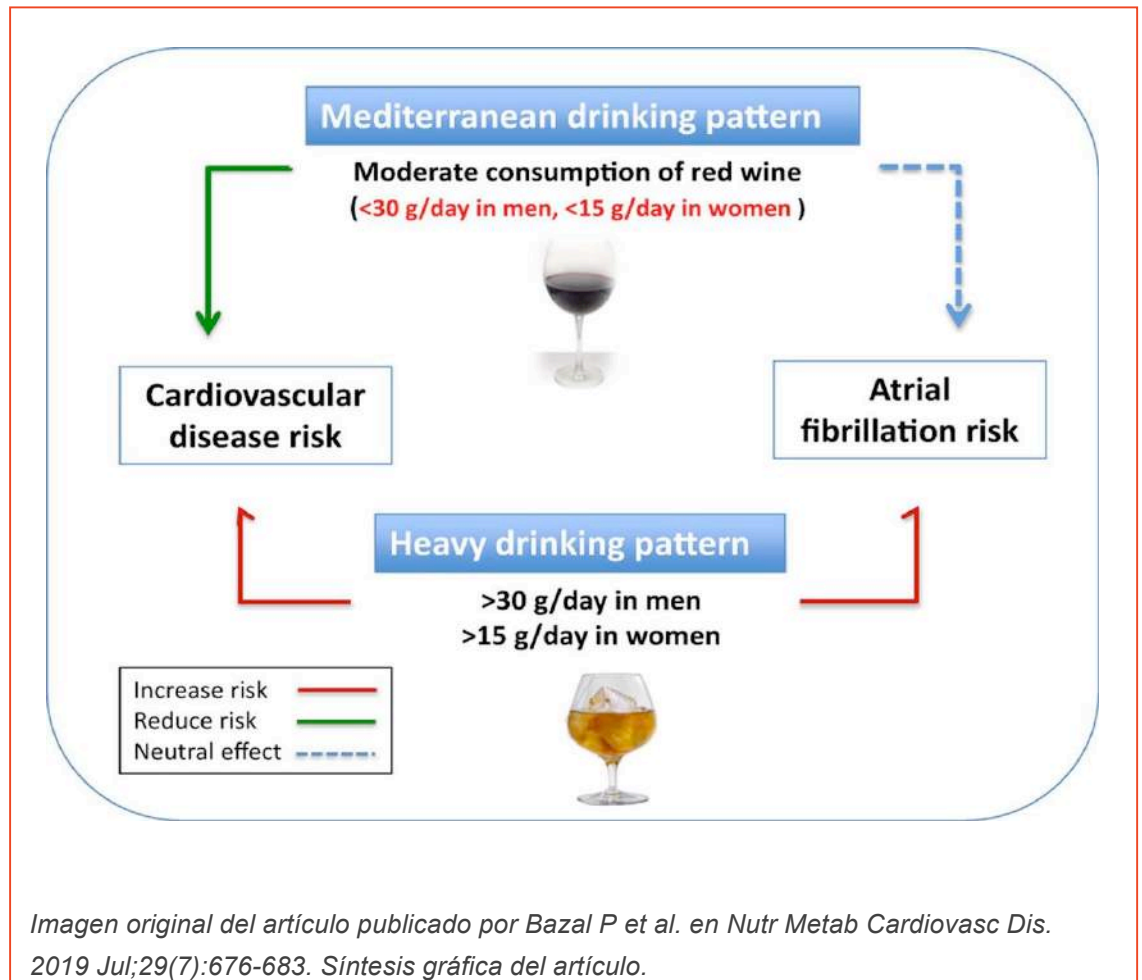 Mediterranean drinking pattern
Moderate consumption of red wine
(<30 g/day in men, <15 g/day in women )
Cardiovascular
disease risk
Atrial
fibrillation risk
Heavy drinking pattern
>30 g/day in men
>15 g/day in women
Increase risk
Reduce risk
Neutral effect
Imagen original del artículo publicado por Bazal P et al. en Nutr Metab Cardiovasc Dis.
2019 Jul;29(7):676-683. Síntesis gráfica del artículo.